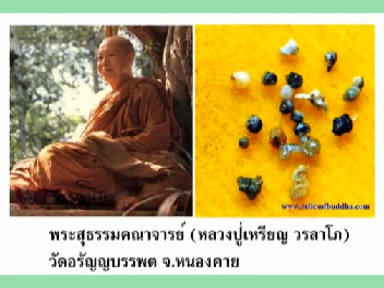 www.relicofbuddha.com
พระสุธรรมคณาจารย์ (หลวงปู่เหรียญ วรลาโภ)
วัดอรัญญบรรพต จ.หนองคาย